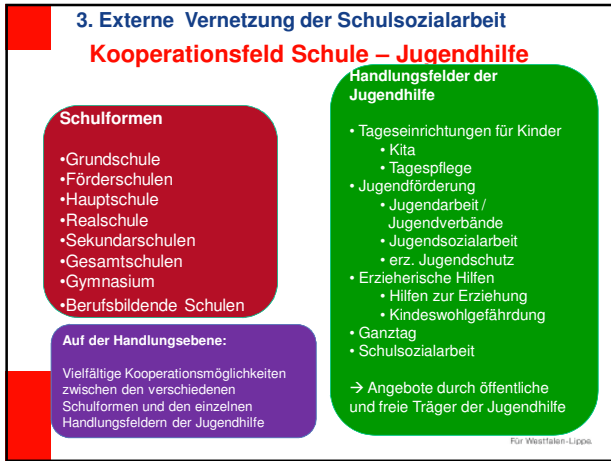 3. Externe Vernetzung der Schulsozialarbeit
Kooperationsfeld Schule – Jugendhilfe
Schulformen
•Grundschule
•Förderschulen
•Hauptschule
•Realschule
•Sekundarschulen
•Gesamtschulen
•Gymnasium
•Berufsbildende Schulen
Auf der Handlungsebene:
Vielfältige Kooperationsmöglichkeiten
zwischen den verschiedenen
Schulformen und den einzelnen
Handlungsfeldern der Jugendhilfe
Handlungsfelder der
Jugendhilfe
• Tageseinrichtungen für Kinder
• Kita
• Tagespflege
• Jugendförderung
• Jugendarbeit /
Jugendverbände
• Jugendsozialarbeit
• erz. Jugendschutz
• Erzieherische Hilfen
• Hilfen zur Erziehung
• Kindeswohlgefährdung
• Ganztag
• Schulsozialarbeit
→ Angebote durch öffentliche
und freie Träger der Jugendhilfe
Für Westfalen-Lippe.